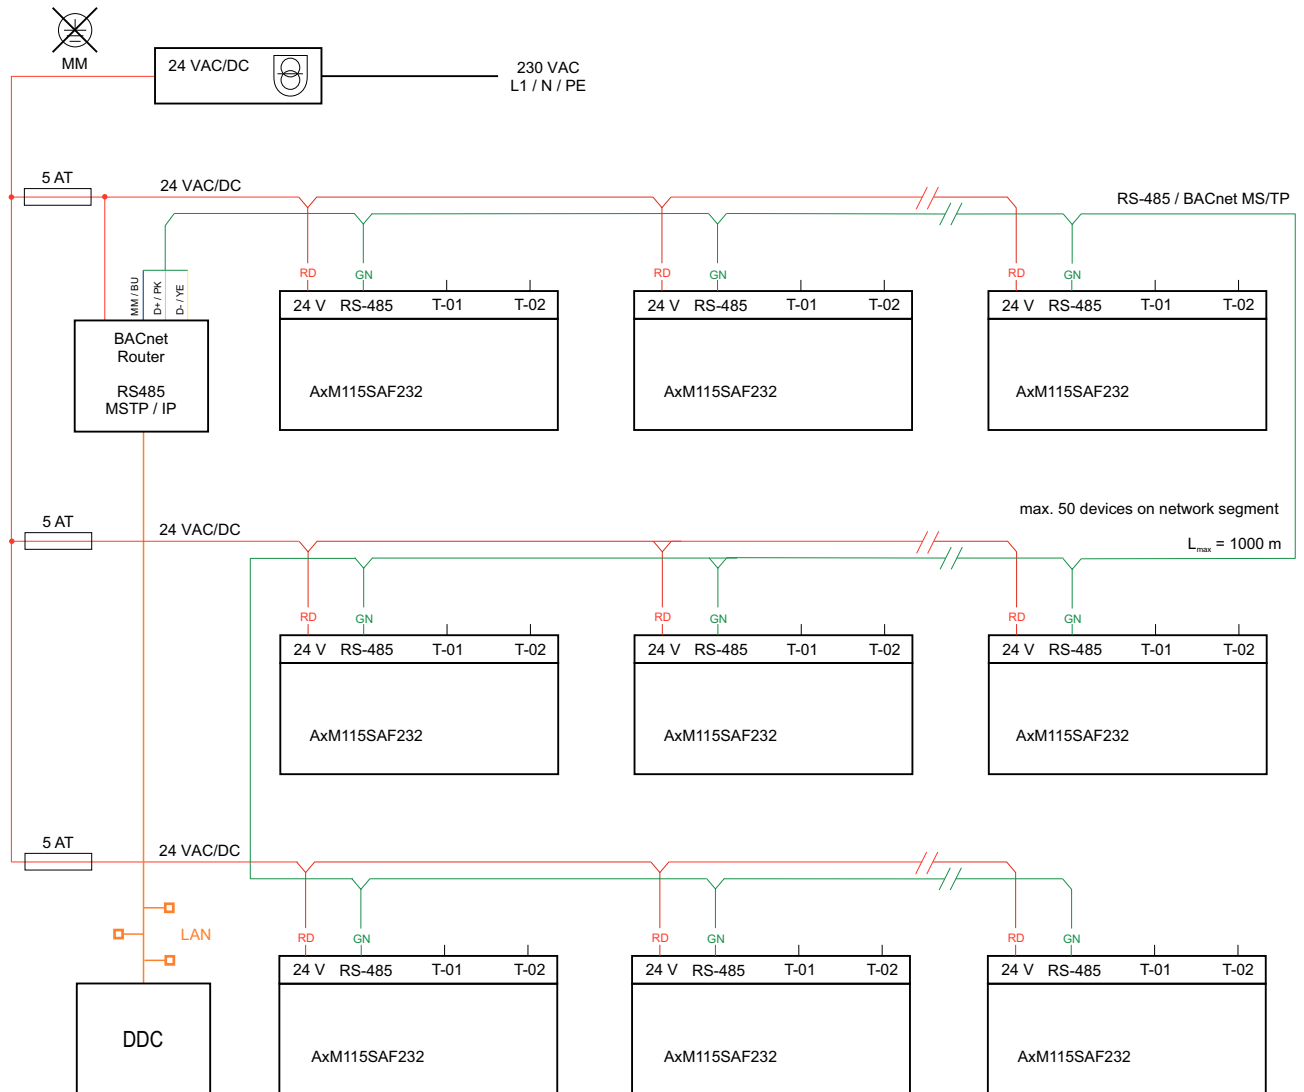 MM
24 VAC/DC
230 VAC
L1 / N / PE
5 AT
24 VAC/DC
RS-485 / BACnet MS/TP
MM / BU
D+ / PK
D- / YE
RD
GN
RD
GN
RD
GN
24 V RS-485 T-01 T-02
24 V RS-485 T-01 T-02
24 V RS-485 T-01 T-02
BACnet
Router
RS485
MSTP / IP
AxM115SAF232
AxM115SAF232
AxM115SAF232
max. 50 devices on network segment
Lmax = 1000 m
5 AT
24 VAC/DC
RD
GN
RD
GN
RD
GN
24 V RS-485 T-01 T-02
24 V RS-485 T-01 T-02
24 V RS-485 T-01 T-02
AxM115SAF232
AxM115SAF232
AxM115SAF232
5 AT
24 VAC/DC
LAN
RD
GN
RD
GN
RD
GN
24 V RS-485 T-01 T-02
24 V RS-485 T-01 T-02
24 V RS-485 T-01 T-02
DDC
AxM115SAF232
AxM115SAF232
AxM115SAF232